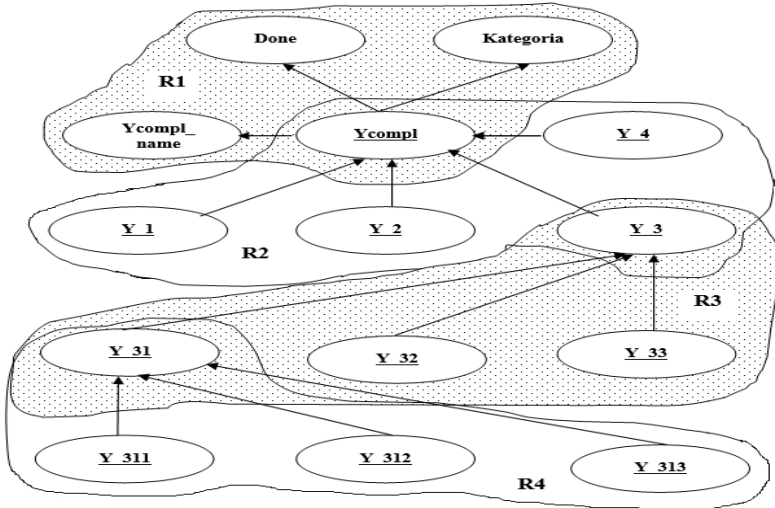 Done
Kategoria
R1
Ycompl_
name
Ycompl
Y_4
Y_1
Y_2
Y_3
R2
R3
Y_31
Y_32
Y_33
Y_311
Y_312
Y_313
R4